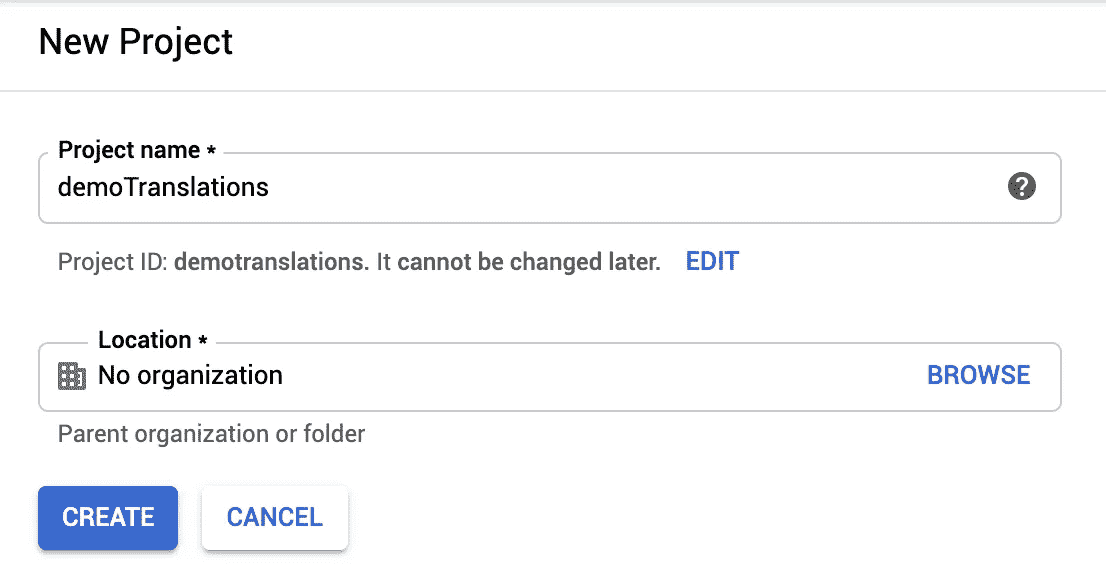 New Project
Project name *
demoTranslations
Project ID: demotranslations. It cannot be changed later. EDIT
Location *
No organization BROWSE
Parent organization or folder
CREATE CANCEL